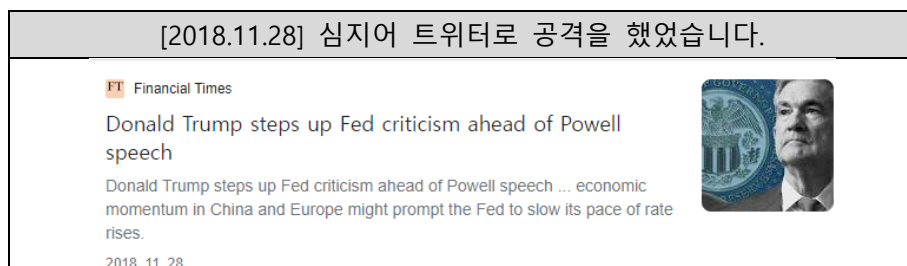 [2018.11.28] 심지어 트위터로 공격을 했었습니다.
FT Financial Times
Donald Trump steps up Fed criticism ahead of Powell
speech
Donald Trump steps up Fed criticism ahead of Powell speech ... economic
momentum in China and Europe might prompt the Fed to slow its pace of rate
rises.
2018. 11. 28.